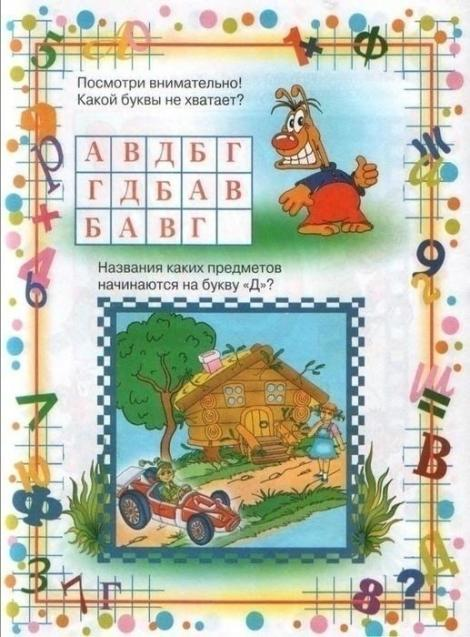 Посмотри внимательно!
Какой буквы не хватает?
А В Д Б Г
Г Д Б А В
Б А В Г
Названия каких предметов
начинаются на букву «Д»?